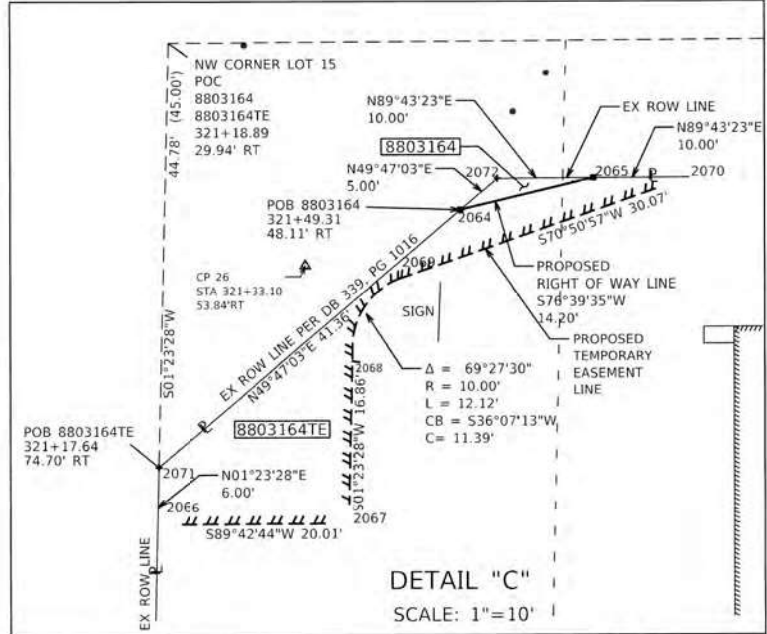 NW CORNER LOT 15
POC
8803164
8803164TE
321+18.89
29.94' RT
44.78' (45.00')
N89°43'23"E
10.00'
EX ROW LINE
N89°43'23"E
10.00'
8803164
N49°47'03"E
5.00'
2072
2065
2070
POB 8803164
321+49.31
48.11' RT
2064
S70°50'57"W 30.07'
2069
CP 26
STA 321+33.10
53.84'RT
EX ROW LINE PER DB 339, PG 1016
N49°47'03"E 41.36'
SIGN
PROPOSED
RIGHT OF WAY LINE
S76°39'35"W
14.20'
PROPOSED
TEMPORARY
EASEMENT
LINE
S01°23'28"W
2068
Δ = 69°27'30"
R = 10.00'
L = 12.12'
CB = S36°07'13"W
C= 11.39'
8803164TE
S01°23'28"W 16.86'
POB 8803164TE
321+17.64
74.70' RT
2071
N01°23'28"E
6.00'
2066
2067
S89°42'44"W 20.01'
EX ROW LINE
P
P
P
DETAIL "C"
SCALE: 1"=10'